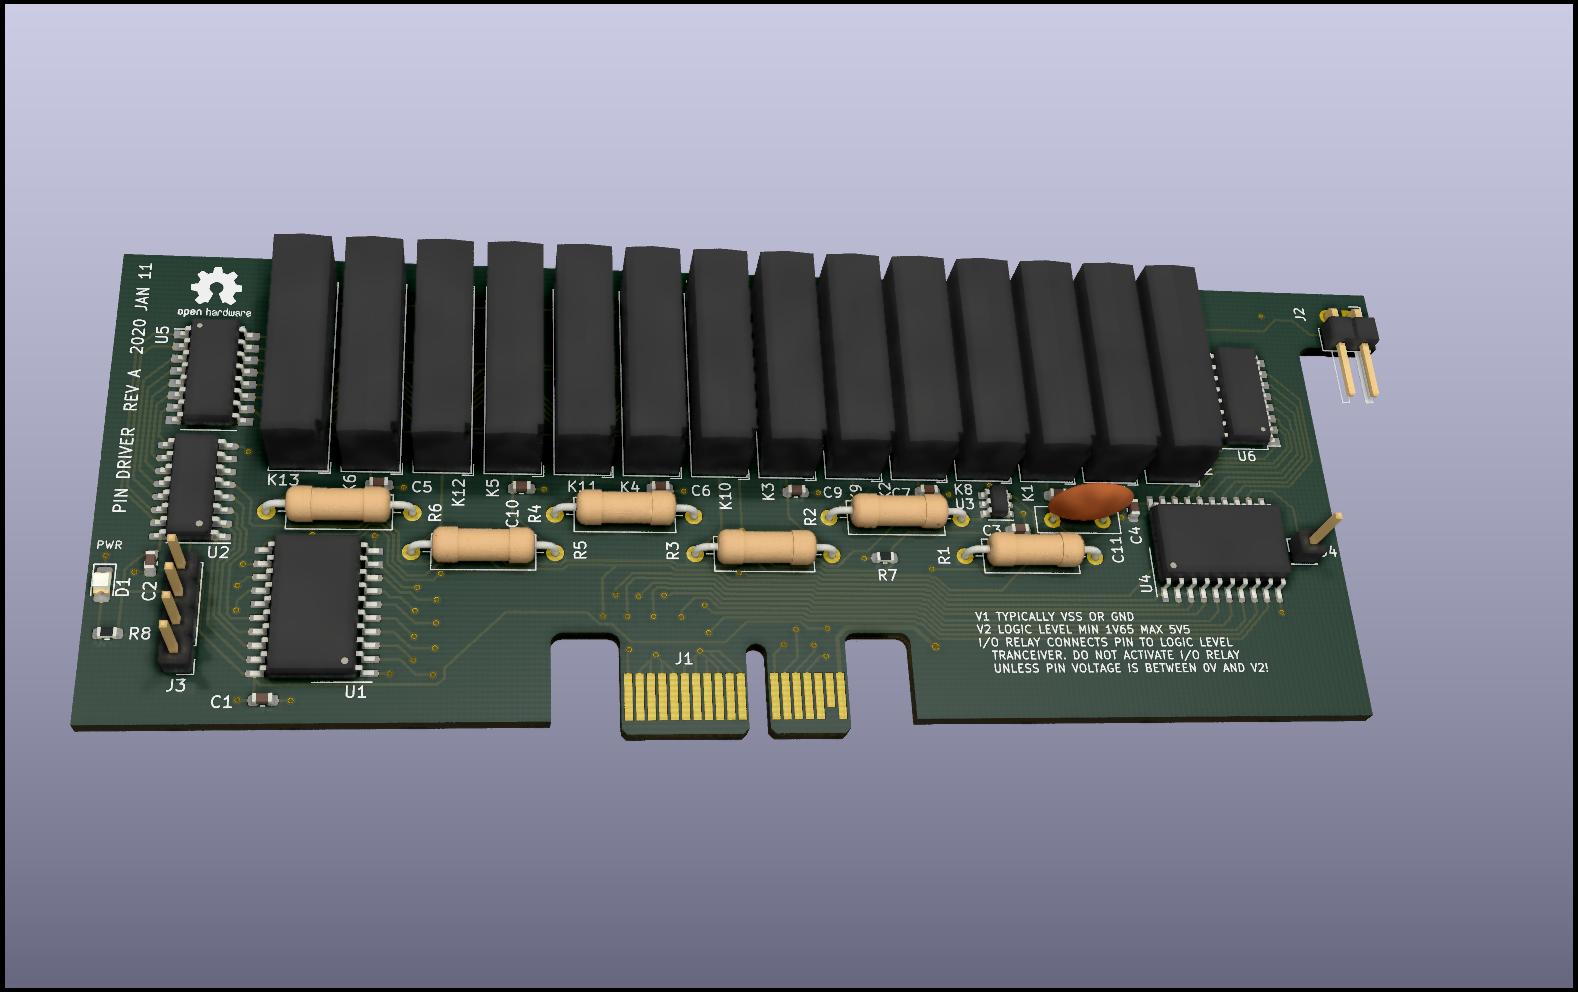 PIN DRIVER REV A 2020 JAN 11
open hardware
U5
J2
U6
K13
K6
C5
K12
K5
K11
K4
C6
K10
K3
C9
K2
C7
K8
U3
K1
R6
C10
R4
R2
C3
C4
PWR
U2
R5
R3
R1
C11
R7
D1
C2
U4
R8
V1 TYPICALLY VSS OR GND
V2 LOGIC LEVEL MIN 1V65 MAX 5V5
I/O RELAY CONNECTS PIN TO LOGIC LEVEL
TRANCEIVER. DO NOT ACTIVATE I/O RELAY
UNLESS PIN VOLTAGE IS BETWEEN 0V AND V2!
J1
J3
U1
C1